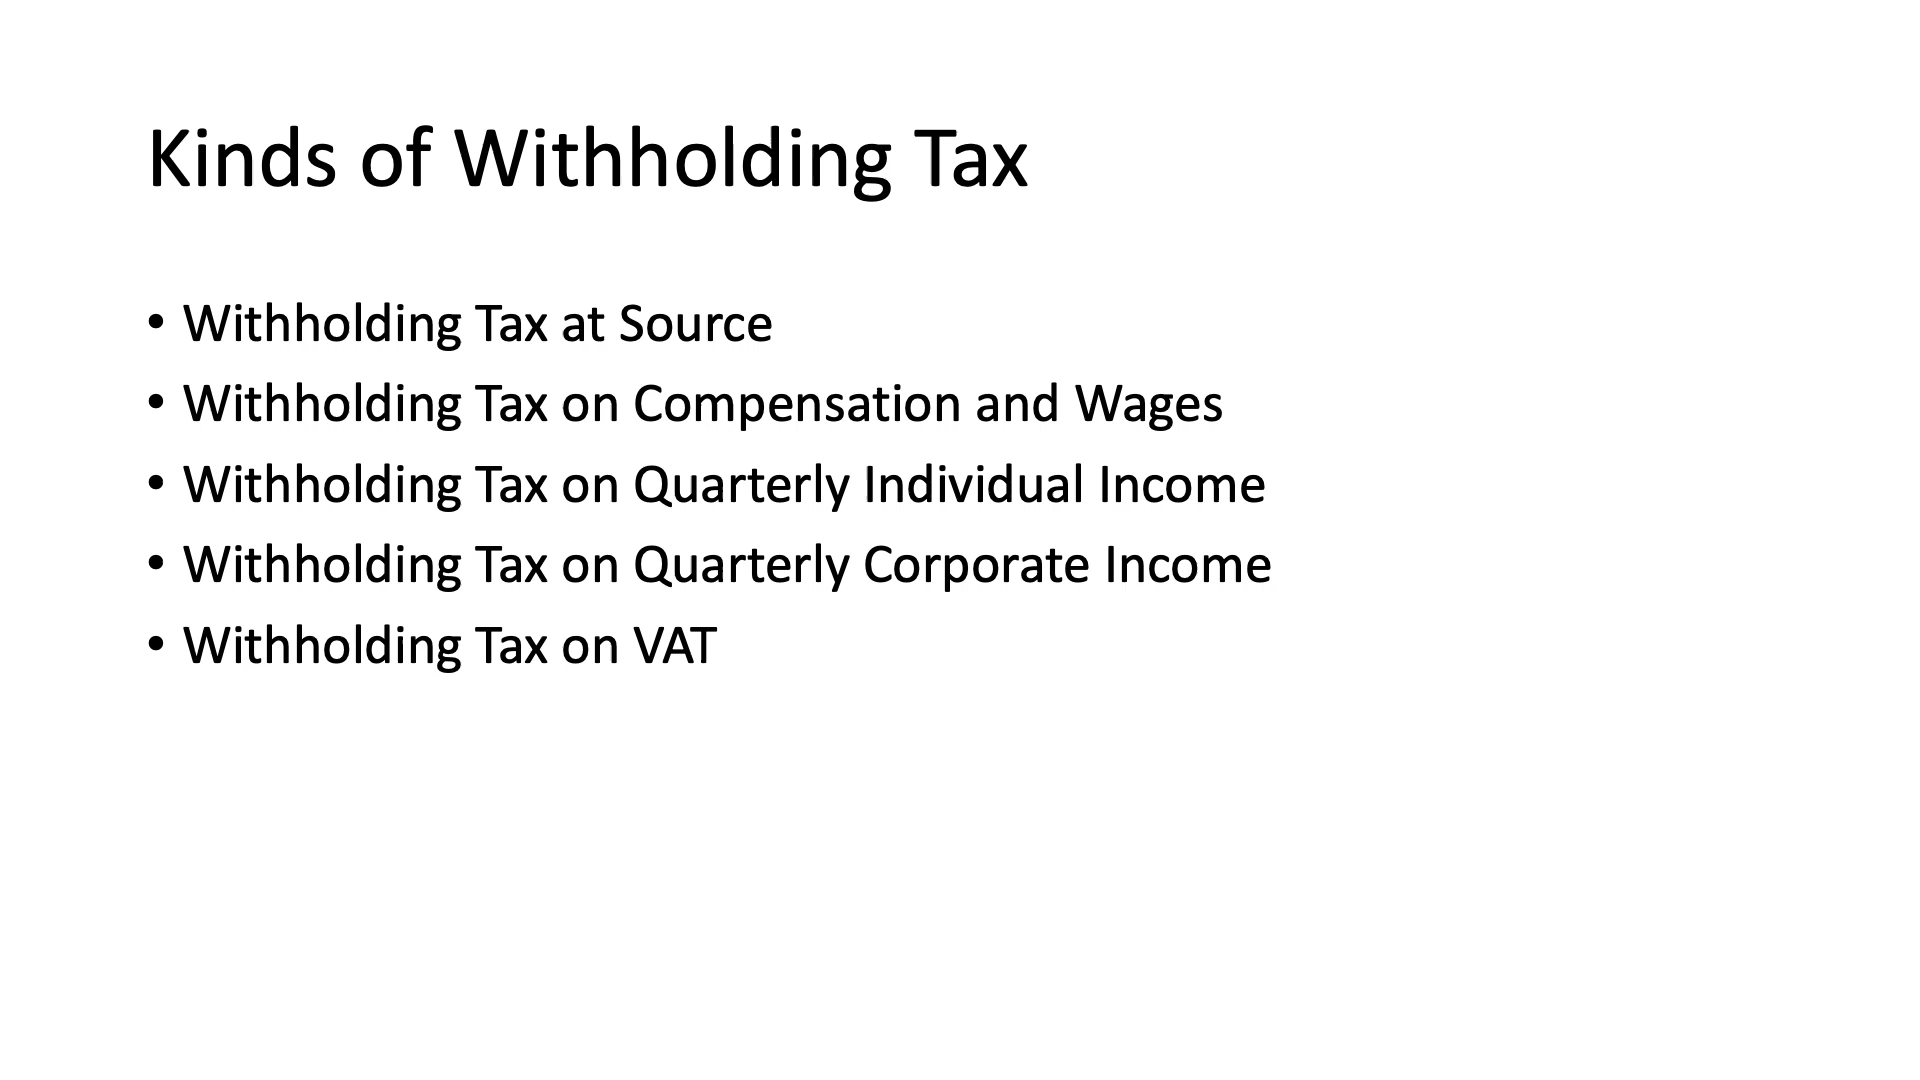 Kinds of Withholding Tax
• Withholding Tax at Source
• Withholding Tax on Compensation and Wages
• Withholding Tax on Quarterly Individual Income
• Withholding Tax on Quarterly Corporate Income
• Withholding Tax on VAT